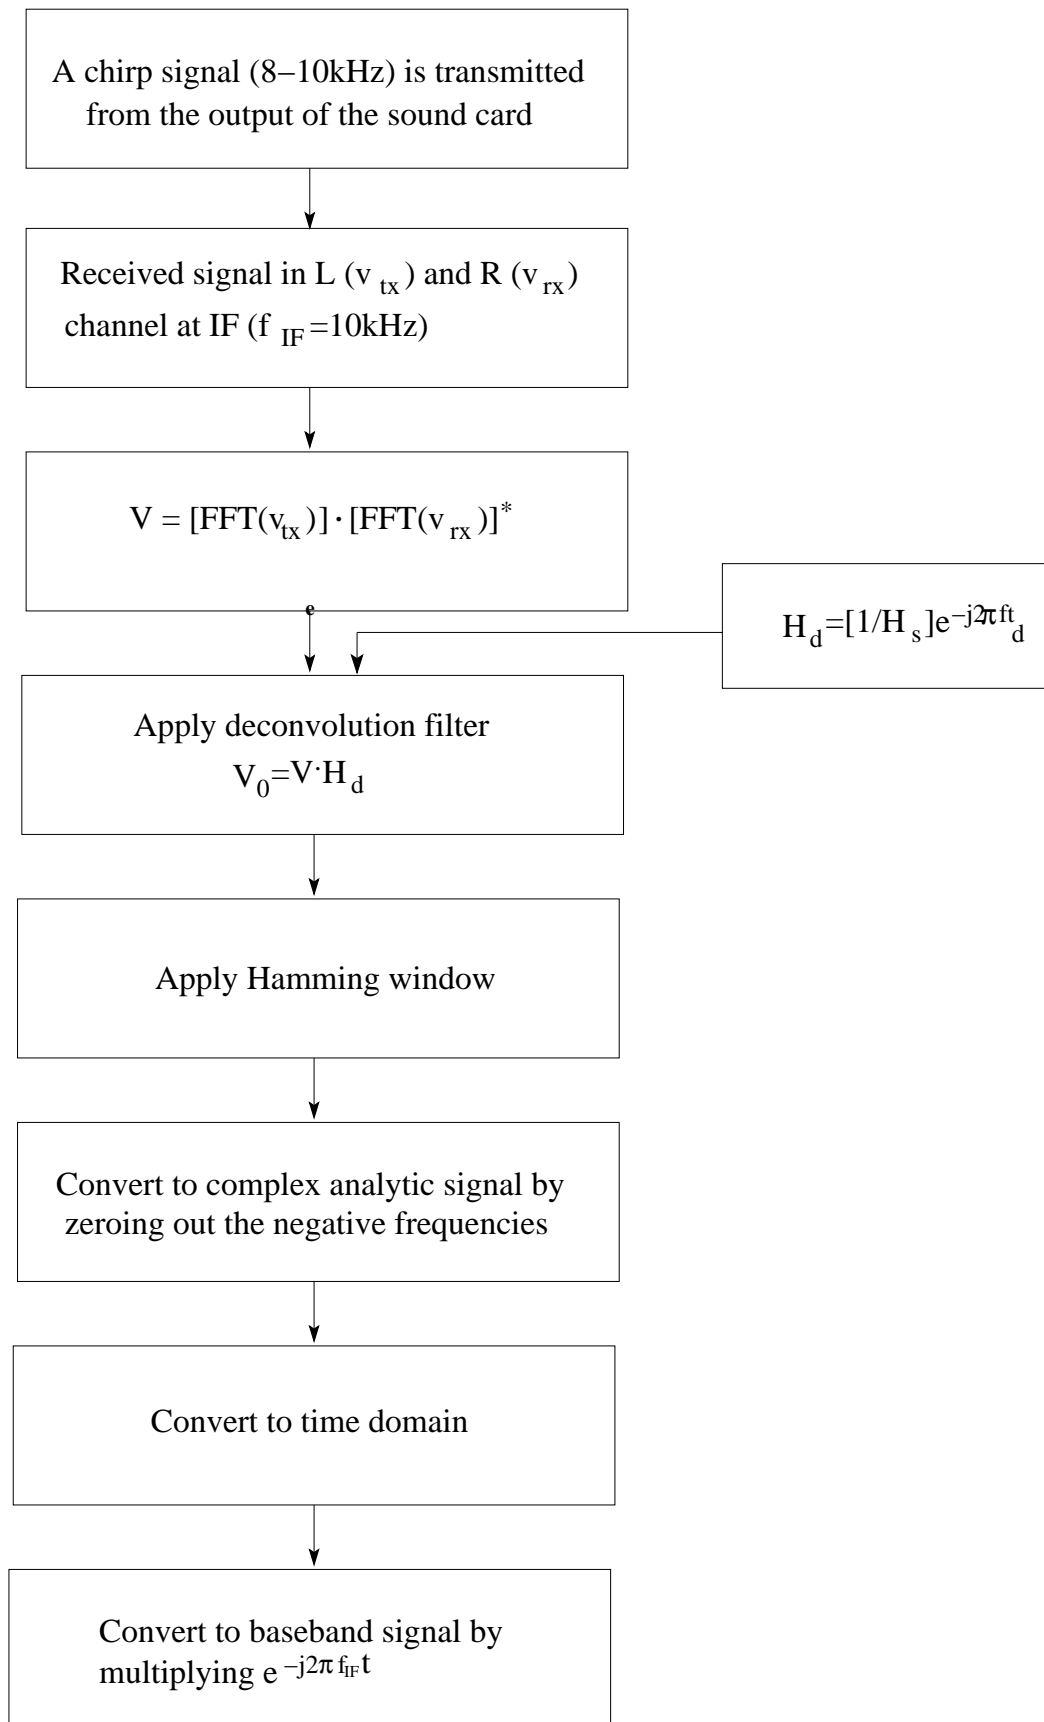 A chirp signal (8–10kHz) is transmitted
from the output of the sound card
Received signal in L (v tx) and R (v rx)
channel at IF (f IF=10kHz)
V = [FFT(v tx)] · [FFT(v rx)]*
e
H d=[1/H s]e−j2π ft d
Apply deconvolution filter
V0=V·H d
Apply Hamming window
Convert to complex analytic signal by
zeroing out the negative frequencies
Convert to time domain
Convert to baseband signal by
multiplying e −j2π fIF t